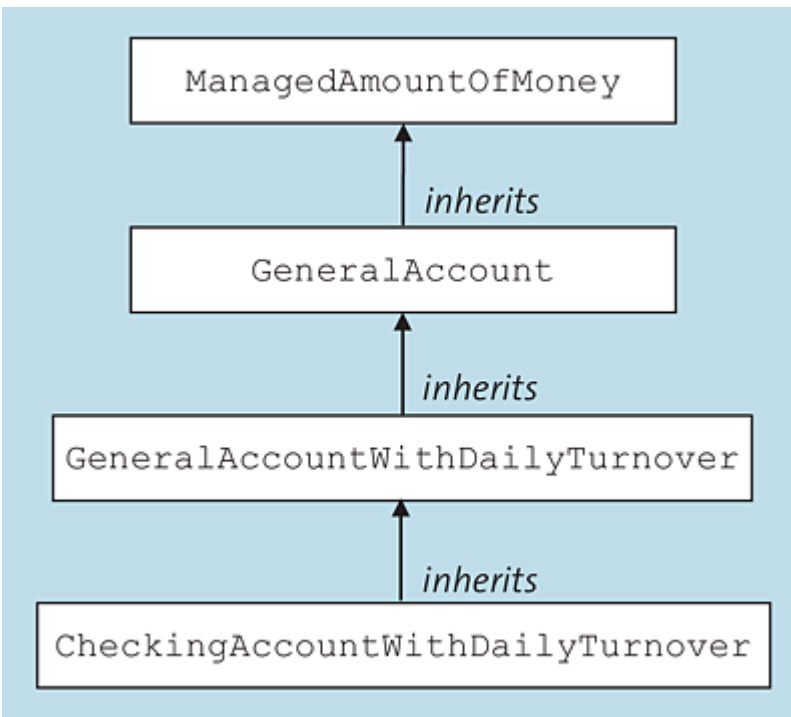 ManagedAmountOfMoney
inherits
GeneralAccount
inherits
GeneralAccountWithDailyTurnover
inherits
CheckingAccountWithDailyTurnover